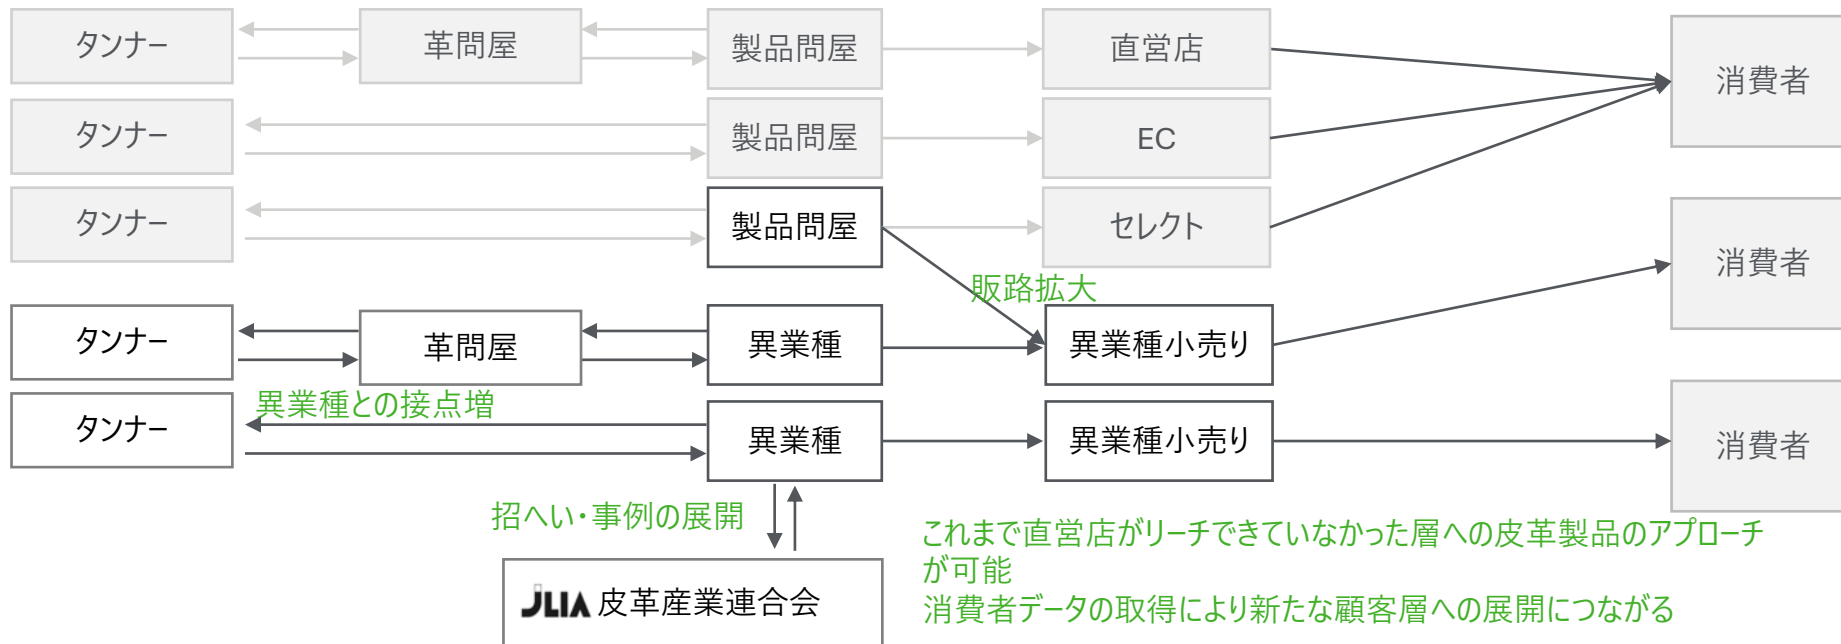 タンナー
革問屋
製品問屋
直営店
消費者
タンナー
製品問屋
EC
タンナー
製品問屋
セレクト
消費者
販路拡大
タンナー
革問屋
異業種
異業種小売り
異業種との接点増
タンナー
異業種
異業種小売り
消費者
招へい・事例の展開
これまで直営店がリーチできていなかった層への皮革製品のアプローチ
が可能
消費者データの取得により新たな顧客層への展開につながる
JLIA 皮革産業連合会